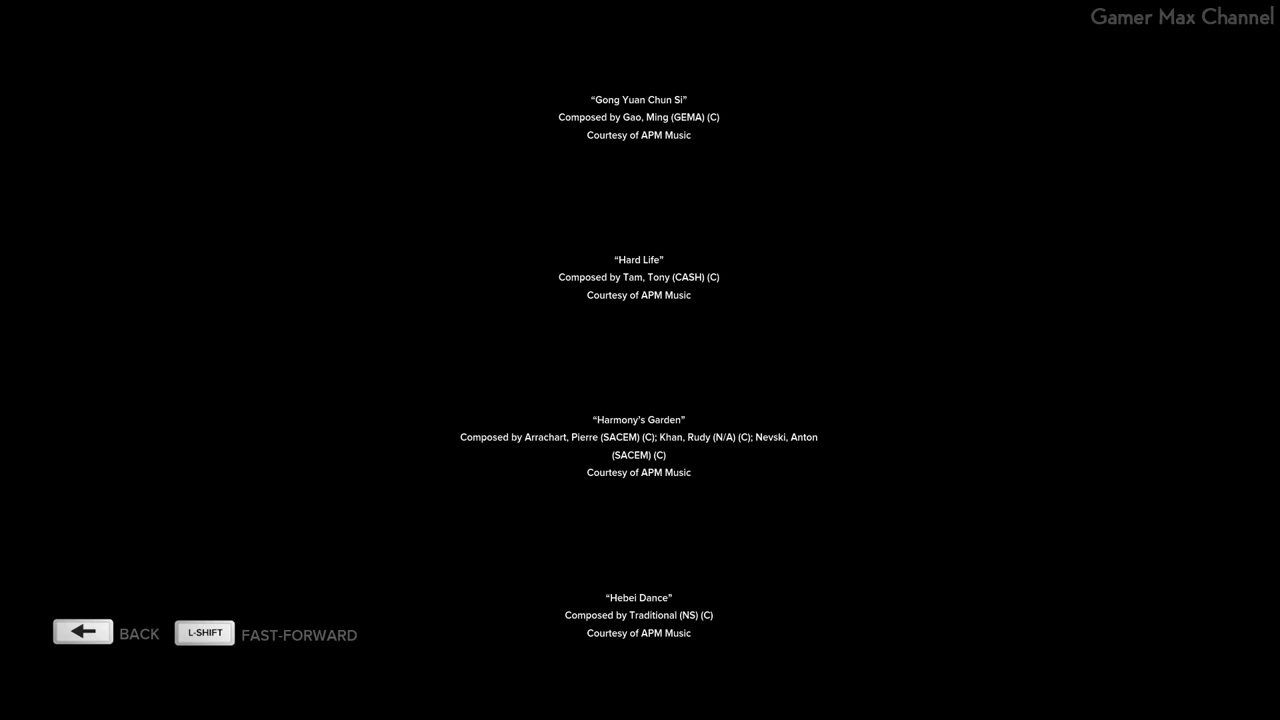 Gamer Max Channel
“Gong Yuan Chun Si”
Composed by Gao, Ming (GEMA) (C)
Courtesy of APM Music
“Hard Life”
Composed by Tam, Tony (CASH) (C)
Courtesy of APM Music
“Harmony’s Garden”
Composed by Arrachart, Pierre (SACEM) (C); Khan, Rudy (N/A) (C); Nevski, Anton
(SACEM) (C)
Courtesy of APM Music
“Hebei Dance”
Composed by Traditional (NS) (C)
Courtesy of APM Music
BACK L-SHIFT FAST-FORWARD